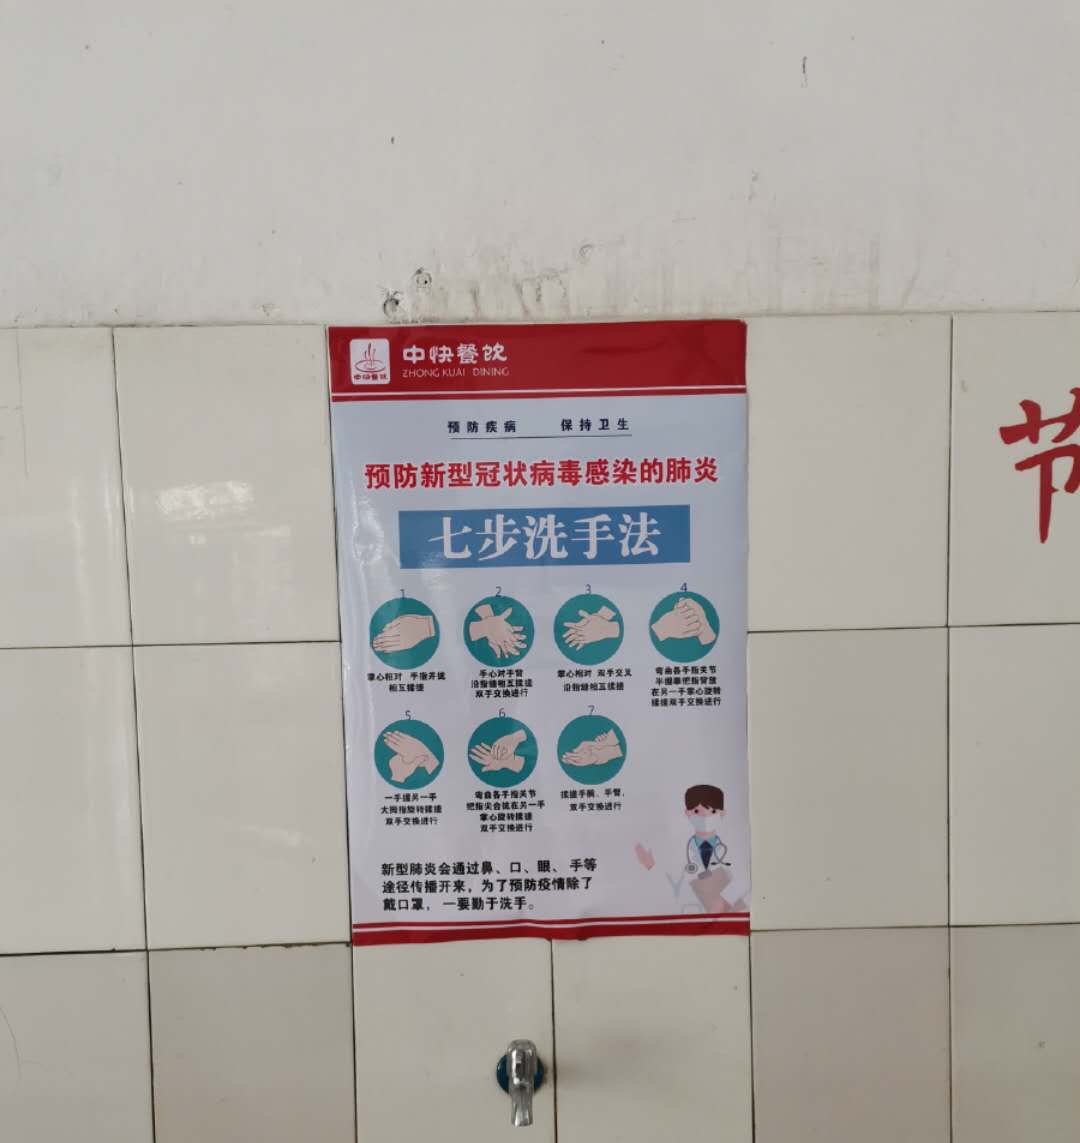 中快餐饮
ZHONG KUAI DINING
中快餐饮
预防疾病 保持卫生
预防新型冠状病毒感染的肺炎
七步洗手法
1
2
3
4
掌心相对 手指并拢
相互揉搓
手心对手背
沿指缝相互揉搓
双手交换进行
掌心相对 双手交叉
沿指缝相互揉搓
弯曲各手指关节
半握拳把指背放
在另一手掌心旋转
揉搓双手交换进行
5
6
7
一手握另一手
大拇指旋转揉搓
双手交换进行
弯曲各手指关节
把指尖合拢在另一手
掌心旋转揉搓
双手交换进行
揉搓手腕、手臂，
双手交换进行
新型肺炎会通过鼻、口、眼、手等
途径传播开来，为了预防疫情除了
戴口罩，一要勤于洗手。
节